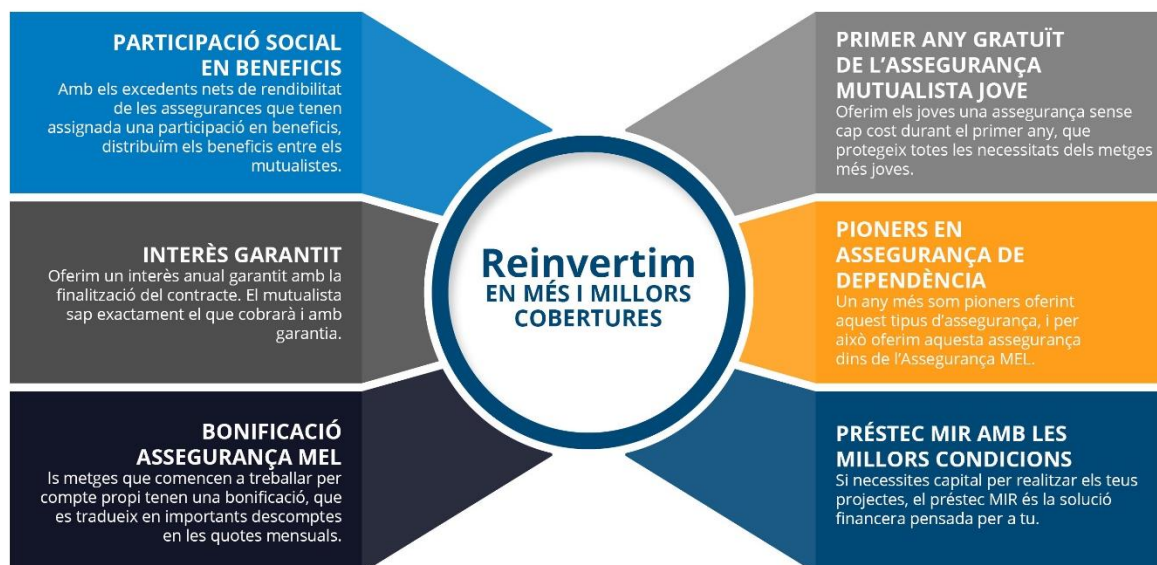 PARTICIPACIÓ SOCIAL
EN BENEFICIS
Amb els excedents nets de rendibilitat
de les assegurances que tenen
assignada una participació en beneficis,
distribuïm els beneficis entre els
mutualistes.
INTERÈS GARANTIT
Oferim un interès anual garantit amb la
finalització del contracte. El mutualista
sap exactament el que cobrarà i amb
garantia.
BONIFICACIÓ
ASSEGURANÇA MEL
ls metges que comencen a treballar per
compte propi tenen una bonificació, que
es tradueix en importants descomptes
en les quotes mensuals.
Reinvertim
EN MÉS I MILLORS
COBERTURES
PRIMER ANY GRATUÏT
DE L’ASSEGURANÇA
MUTUALISTA JOVE
Oferim els joves una assegurança sense
cap cost durant el primer any, que
protegeix totes les necessitats dels metges
més joves.
PIONERS EN
ASSEGURANÇA DE
DEPENDÈNCIA
Un any més som pioners oferint
aquest tipus d’assegurança, i per
això oferim aquesta assegurança
dins de l’Assegurança MEL.
PRÉSTEC MIR AMB LES
MILLORS CONDICIONS
Si necessites capital per realitzar els teus
projectes, el préstec MIR és la solució
financera pensada per a tu.